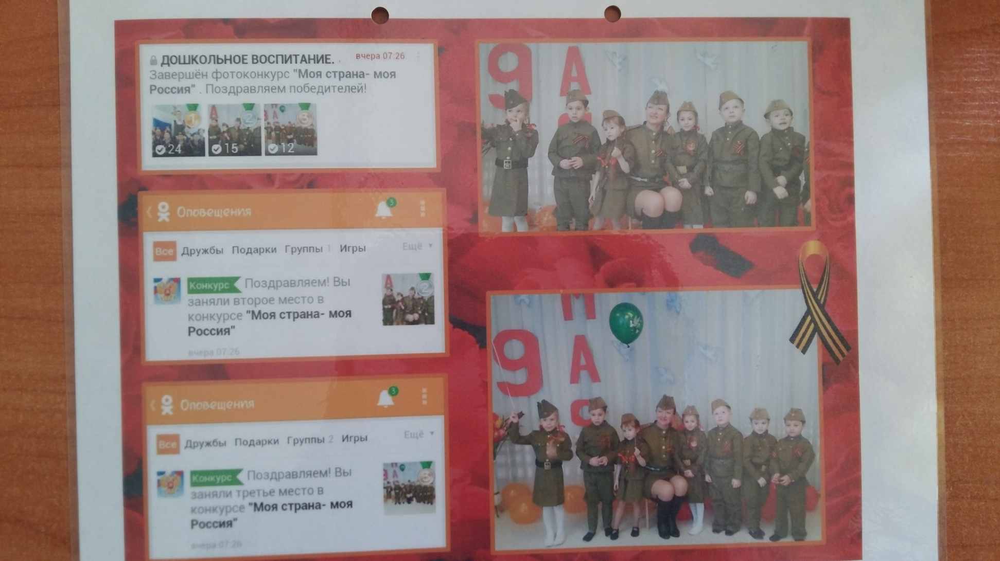 ДОШКОЛЬНОЕ ВОСПИТАНИЕ. . вчера 07:26
Завершён фотоконкурс "Моя страна- моя
Россия" . Поздравляем победителей!
1 2 3
24 15 12
Оповещения 3
Все Дружбы Подарки Группы 1 Игры Ещё
Конкурс Поздравляем! Вы
заняли второе место в
конкурсе "Моя страна- моя
Россия"
вчера 07:26
2
Оповещения 3
Все Дружбы Подарки Группы 2 Игры Ещё
Конкурс Поздравляем! Вы
заняли третье место в
конкурсе "Моя страна- моя
Россия"
вчера 07:26
3
9 А
М
9 А